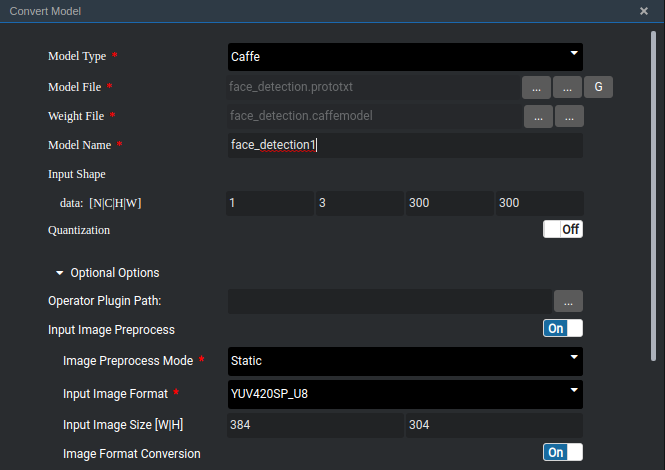 Convert Model ×
Model Type * Caffe
Model File * face_detection.prototxt ... ... G
Weight File * face_detection.caffemodel ... ...
Model Name * face_detection1
Input Shape
data: [N|C|H|W] 1 3 300 300
Quantization Off
Optional Options
Operator Plugin Path: ...
Input Image Preprocess On
Image Preprocess Mode * Static
Input Image Format * YUV420SP_U8
Input Image Size [W|H] 384 304
Image Format Conversion On